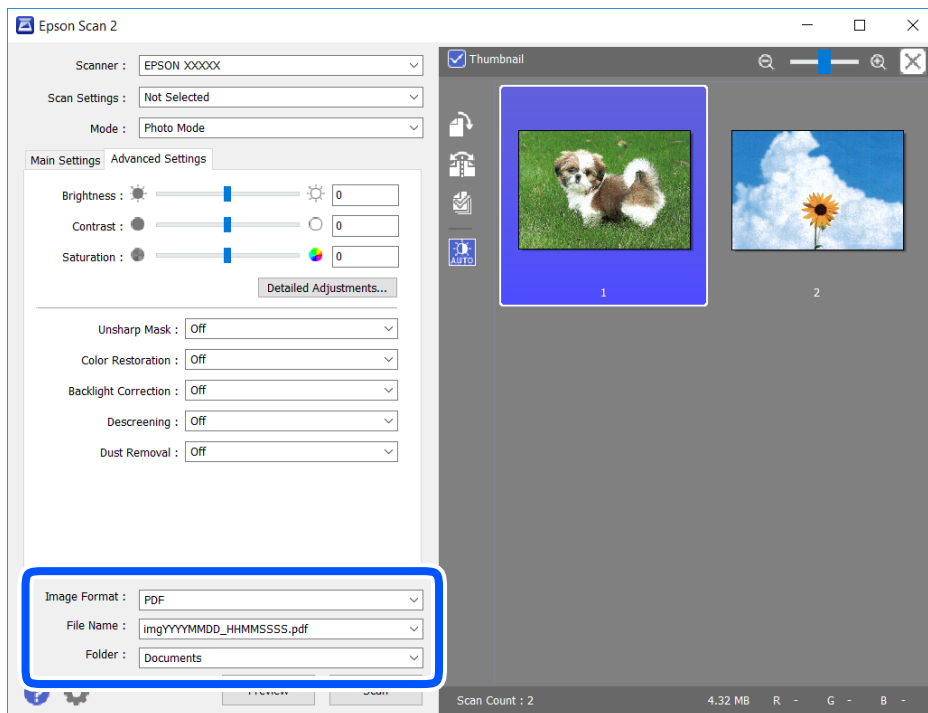 Epson Scan 2
Scanner : EPSON XXXXX
Scan Settings : Not Selected
Mode : Photo Mode
Main Settings Advanced Settings
Brightness : 0
Contrast : 0
Saturation : 0
Detailed Adjustments...
Unsharp Mask : Off
Color Restoration : Off
Backlight Correction : Off
Descreening : Off
Dust Removal : Off
Image Format : PDF
File Name : imgYYYYMMDD_HHMMSSSS.pdf
Folder : Documents
? Preview Scan
Thumbnail
AUTO
1 2
Scan Count : 2 4.32 MB R - G - B -